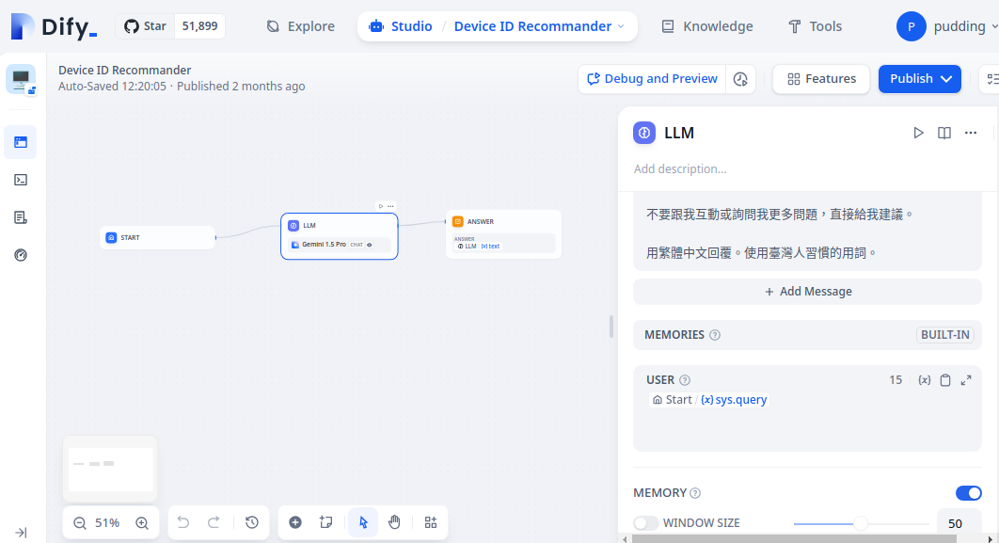 Dify_
Star 51,899
Explore
Studio / Device ID Recommander
Knowledge
Tools
P pudding
Device ID Recommander
Auto-Saved 12:20:05 · Published 2 months ago
Debug and Preview
Features
Publish
START
LLM
Gemini 1.5 Pro CHAT
ANSWER
ANSWER
LLM {x} text
LLM
Add description...
不要跟我互動或詢問我更多問題，直接給我建議。
用繁體中文回覆。使用臺灣人習慣的用詞。
+ Add Message
MEMORIES
BUILT-IN
USER
15 {x}
Start / {x} sys.query
MEMORY
WINDOW SIZE
50
51%